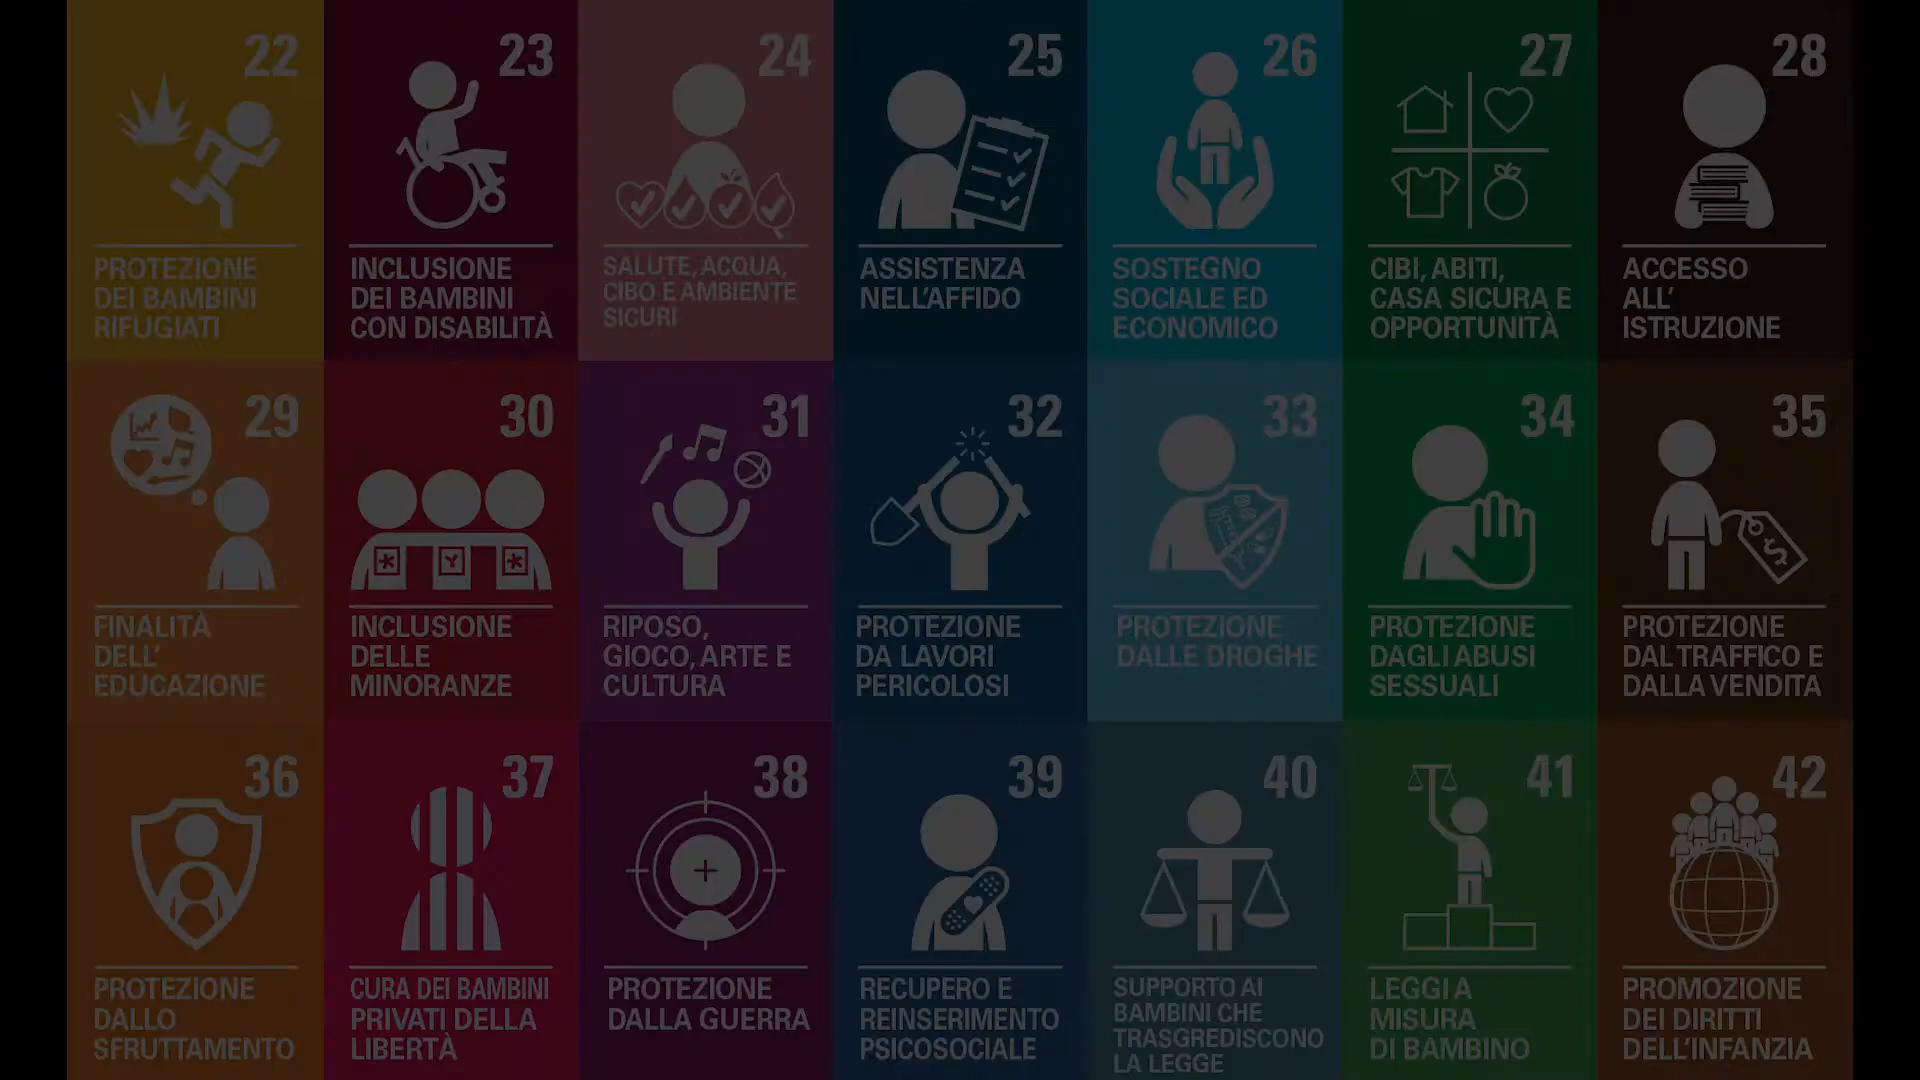 22
PROTEZIONE
DEI BAMBINI
RIFUGIATI
23
INCLUSIONE
DEI BAMBINI
CON DISABILITÀ
24
SALUTE, ACQUA,
CIBO E AMBIENTE
SICURI
25
ASSISTENZA
NELL'AFFIDO
26
SOSTEGNO
SOCIALE ED
ECONOMICO
27
CIBI, ABITI,
CASA SICURA E
OPPORTUNITÀ
28
ACCESSO
ALL'
ISTRUZIONE
29
FINALITÀ
DELL'
EDUCAZIONE
30
INCLUSIONE
DELLE
MINORANZE
31
RIPOSO,
GIOCO, ARTE E
CULTURA
32
PROTEZIONE
DA LAVORI
PERICOLOSI
33
PROTEZIONE
DALLE DROGHE
34
PROTEZIONE
DAGLI ABUSI
SESSUALI
35
PROTEZIONE
DAL TRAFFICO E
DALLA VENDITA
36
PROTEZIONE
DALLO
SFRUTTAMENTO
37
CURA DEI BAMBINI
PRIVATI DELLA
LIBERTÀ
38
PROTEZIONE
DALLA GUERRA
39
RECUPERO E
REINSERIMENTO
PSICOSOCIALE
40
SUPPORTO AI
BAMBINI CHE
TRASGREDISCONO
LA LEGGE
41
LEGGI A
MISURA
DI BAMBINO
42
PROMOZIONE
DEI DIRITTI
DELL'INFANZIA